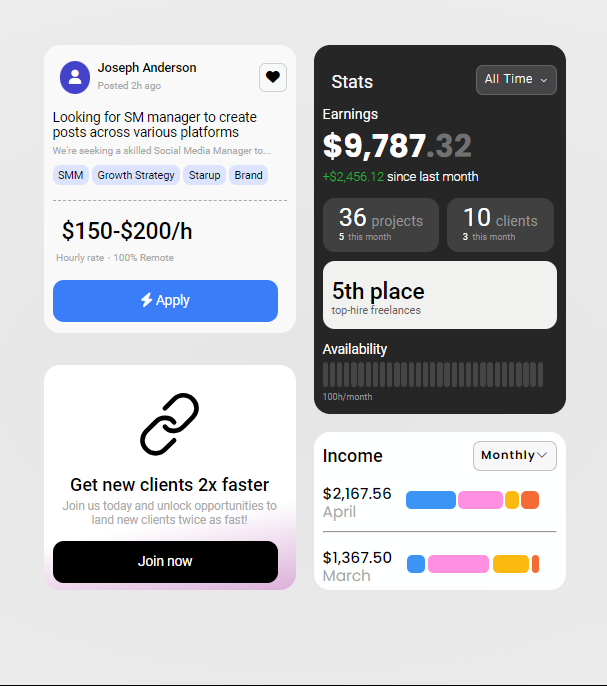 Joseph Anderson
Posted 2h ago
Looking for SM manager to create
posts across various platforms
We're seeking a skilled Social Media Manager to...
SMM Growth Strategy Starup Brand
$150-$200/h
Hourly rate · 100% Remote
Apply
Get new clients 2x faster
Join us today and unlock opportunities to
land new clients twice as fast!
Join now
Stats
All Time
Earnings
$9,787.32
+$2,456.12 since last month
36 projects
5 this month
10 clients
3 this month
5th place
top-hire freelances
Availability
100h/month
Income
Monthly
$2,167.56
April
$1,367.50
March